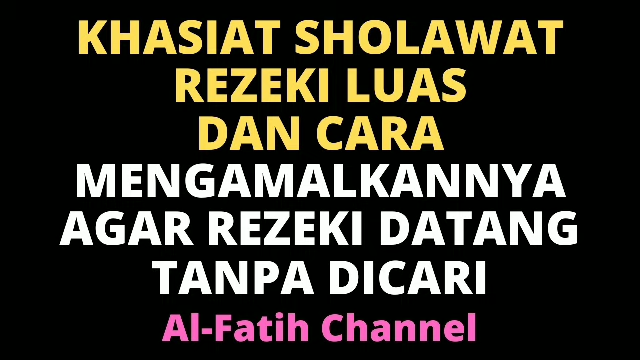 KHASIAT SHOLAWAT
REZEKI LUAS
DAN CARA
MENGAMALKANNYA
AGAR REZEKI DATANG
TANPA DICARI
Al-Fatih Channel